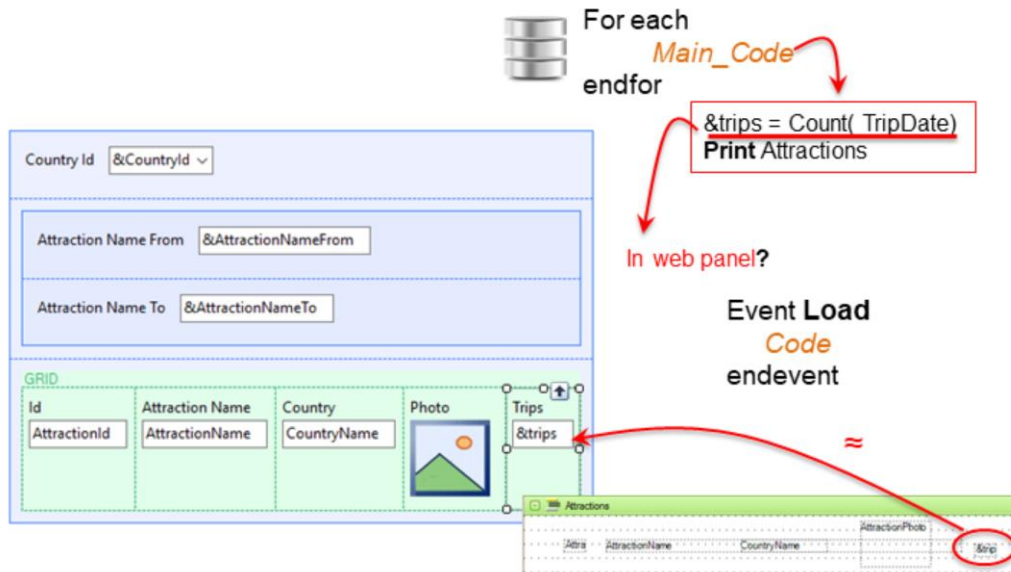 For each
Main_Code
endfor
&trips = Count( TripDate)
Print Attractions
In web panel?
Event Load
Code
endevent
≈
Country Id &CountryId
Attraction Name From &AttractionNameFrom
Attraction Name To &AttractionNameTo
GRID
Id Attraction Name Country Photo Trips
AttractionId AttractionName CountryName &trips
Attractions
AttractionPhoto
Attra AttractionName CountryName &trip